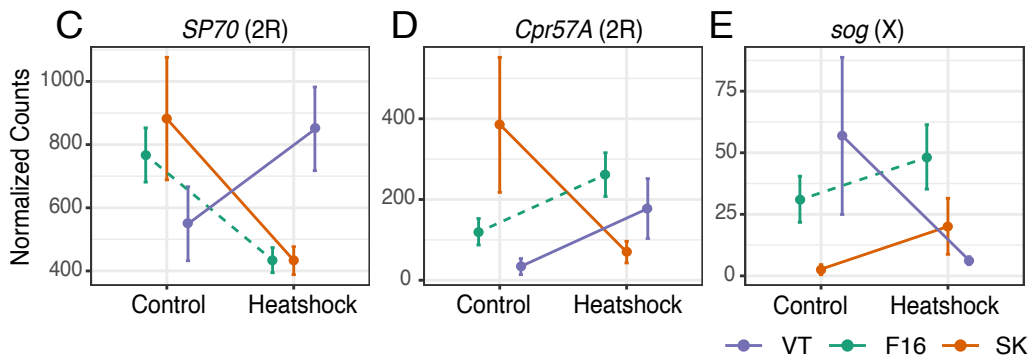 C SP70 (2R) D Cpr57A (2R) E sog (X)
Normalized Counts
1000
800
600
400
Control Heatshock
400
200
0
Control Heatshock
75
50
25
0
Control Heatshock
VT F16 SK